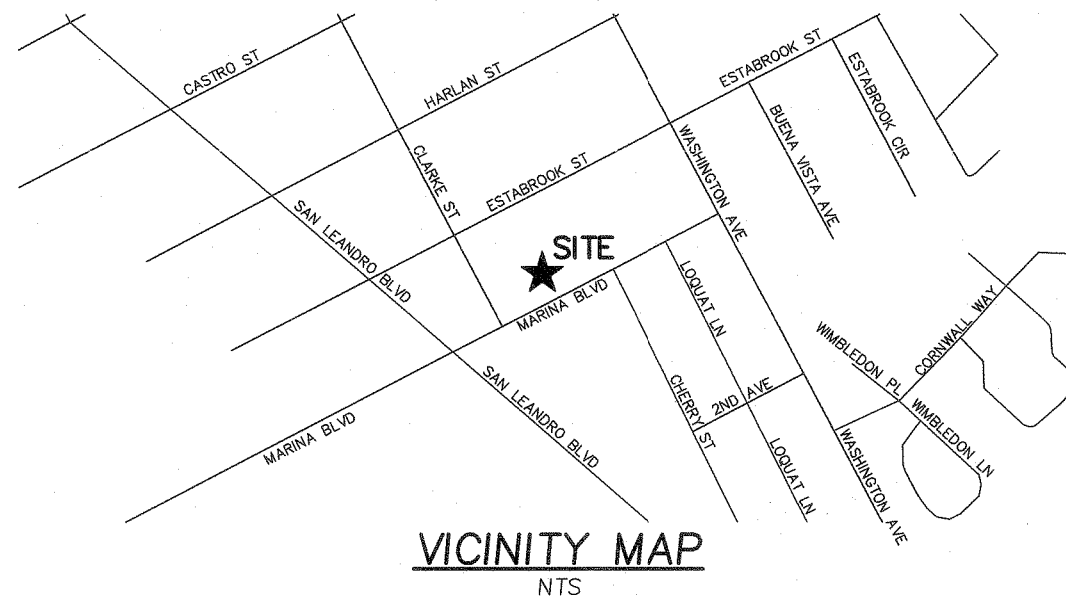 CASTRO ST
HARLAN ST
ESTABROOK ST
ESTABROOK CIR
BUENA VISTA AVE
CLARKE ST
ESTABROOK ST
WASHINGTON AVE
SAN LEANDRO BLVD
SITE
MARINA BLVD
LOQUAT LN
CORNWALL WAY
WIMBLEDON PL
CHERRY ST
2ND AVE
SAN LEANDRO BLVD
WIMBLEDON LN
MARINA BLVD
LOQUAT LN
WASHINGTON AVE
VICINITY MAP
NTS